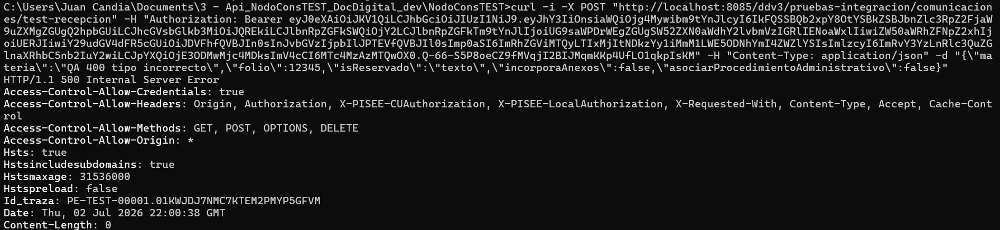 C:\Users\Juan Candia\Documents\3 - Api_NodoConsTEST_DocDigital_dev\NodoConsTEST>curl -i -X POST "http://localhost:8085/ddv3/pruebas-integracion/comunicacion
es/test-recepcion" -H "Authorization: Bearer eyJ0eXAiOiJKV1QiLCJhbGciOiJIUzI1NiJ9.eyJhY3IiOnsiaWQiOjg4Mywibm9tYnJlcyI6IkFQSSBQb2xpY8OtYSBkZSBJbnZlc3RpZ2FjaW
9uZXMgZGUgQ2hpbGUiLCJhcGVsbGlkb3MiOiJQREkiLCJlbnRpZGFkSWQiOjY2LCJlbnRpZGFkTm9tYnJlIjoiUG9saWPDrWEgZGUgSW52ZXN0aWdhY2lvbmVzIGRlIENoaWxlIiwiZW50aWRhZFNpZ2xhIj
oiUERJIiwiY29udGV4dFR5cGUiOiJDVFhfQVBJIn0sInJvbGVzIjpbIlJPTEVfQVBJIl0sImp0aSI6ImRhZGViMTQyLTIxMjItNDkzYy1iMmM1LWE5ODNhYmI4ZWZlYSIsImlzcyI6ImRvY3YzLnRlc3QuZG
lnaXRhbC5nb2IuY2wiLCJpYXQiOjE3ODMwMjc4MDksImV4cCI6MTc4MzAzMTQwOX0.Q-66-S5P8oeCZ9fMVqjI2BIJMqmKKp4UfLO1qkpIsKM" -H "Content-Type: application/json" -d "{\"ma
teria\":\"QA 400 tipo incorrecto\",\"folio\":12345,\"isReservado\":\"texto\",\"incorporaAnexos\":false,\"asociarProcedimientoAdministrativo\":false}"
HTTP/1.1 500 Internal Server Error
Access-Control-Allow-Credentials: true
Access-Control-Allow-Headers: Origin, Authorization, X-PISEE-CUAuthorization, X-PISEE-LocalAuthorization, X-Requested-With, Content-Type, Accept, Cache-Cont
rol
Access-Control-Allow-Methods: GET, POST, OPTIONS, DELETE
Access-Control-Allow-Origin: *
Hsts: true
Hstsincludesubdomains: true
Hstsmaxage: 31536000
Hstspreload: false
Id_traza: PE-TEST-00001.01KWJDJ7NMC7KTEM2PMYP5GFVM
Date: Thu, 02 Jul 2026 22:00:38 GMT
Content-Length: 0